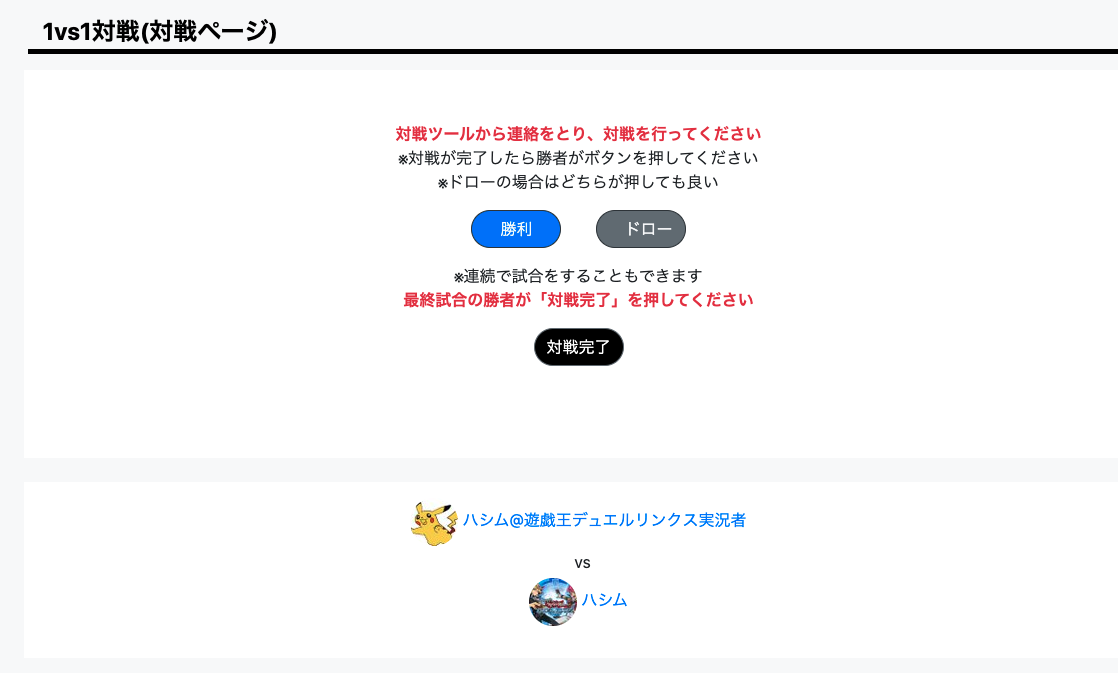 1vs1対戦(対戦ページ)
対戦ツールから連絡をとり、対戦を行ってください
※対戦が完了したら勝者がボタンを押してください
※ドローの場合はどちらが押しても良い
勝利 ドロー
※連続で試合をすることもできます
最終試合の勝者が「対戦完了」を押してください
対戦完了
ハシム@遊戯王デュエルリンクス実況者
vs
ハシム